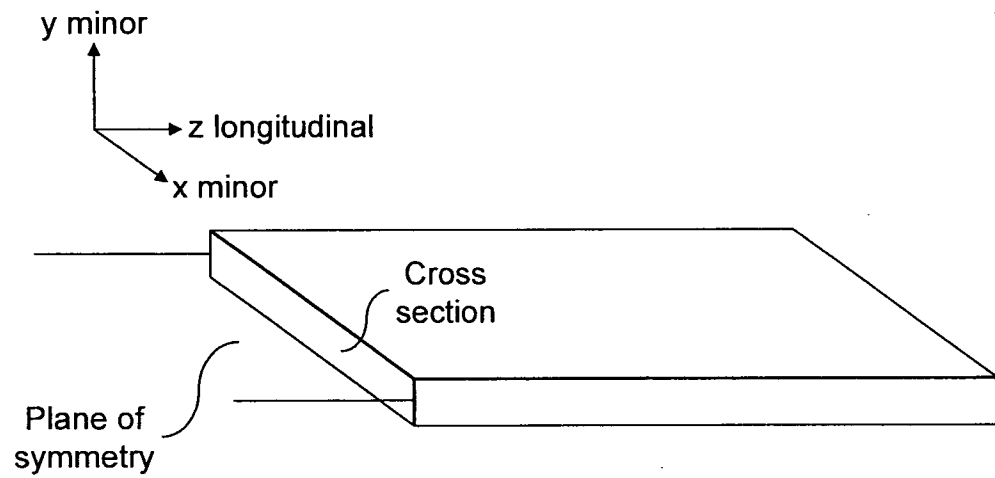 y minor
z longitudinal
x minor
Cross
section
Plane of
symmetry